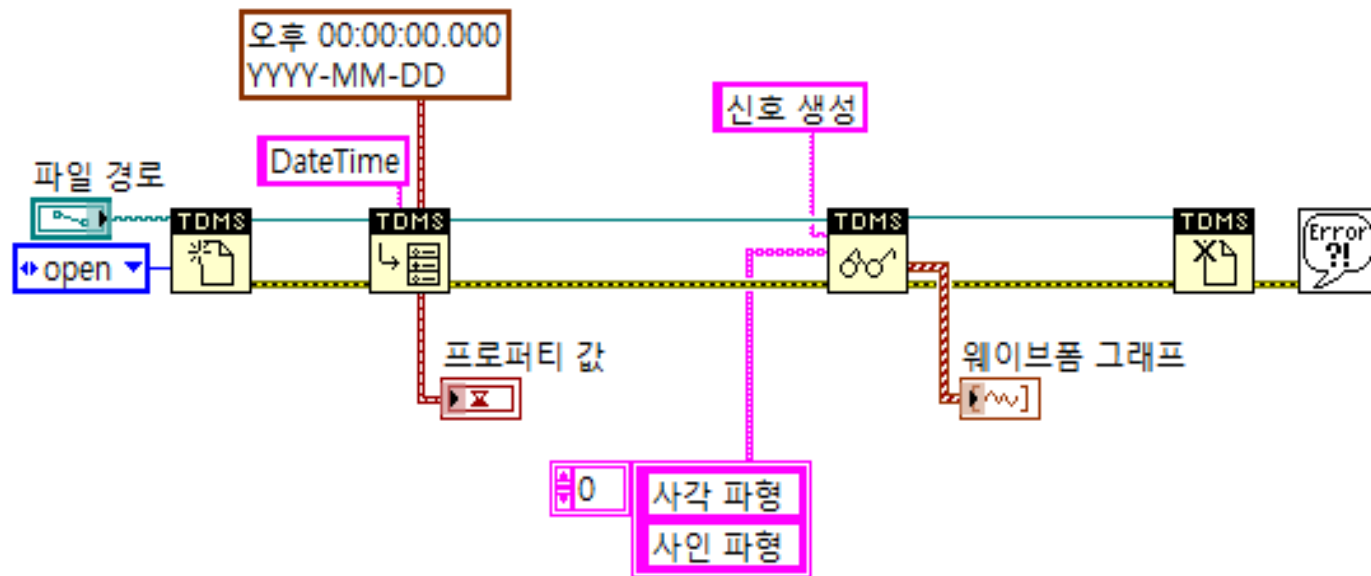 오후 00:00:00.000
YYYY-MM-DD
신호 생성
DateTime
파일 경로
TDMS
TDMS
TDMS
TDMS
Error
?!
open
프로퍼티 값
웨이브폼 그래프
0
사각 파형
사인 파형